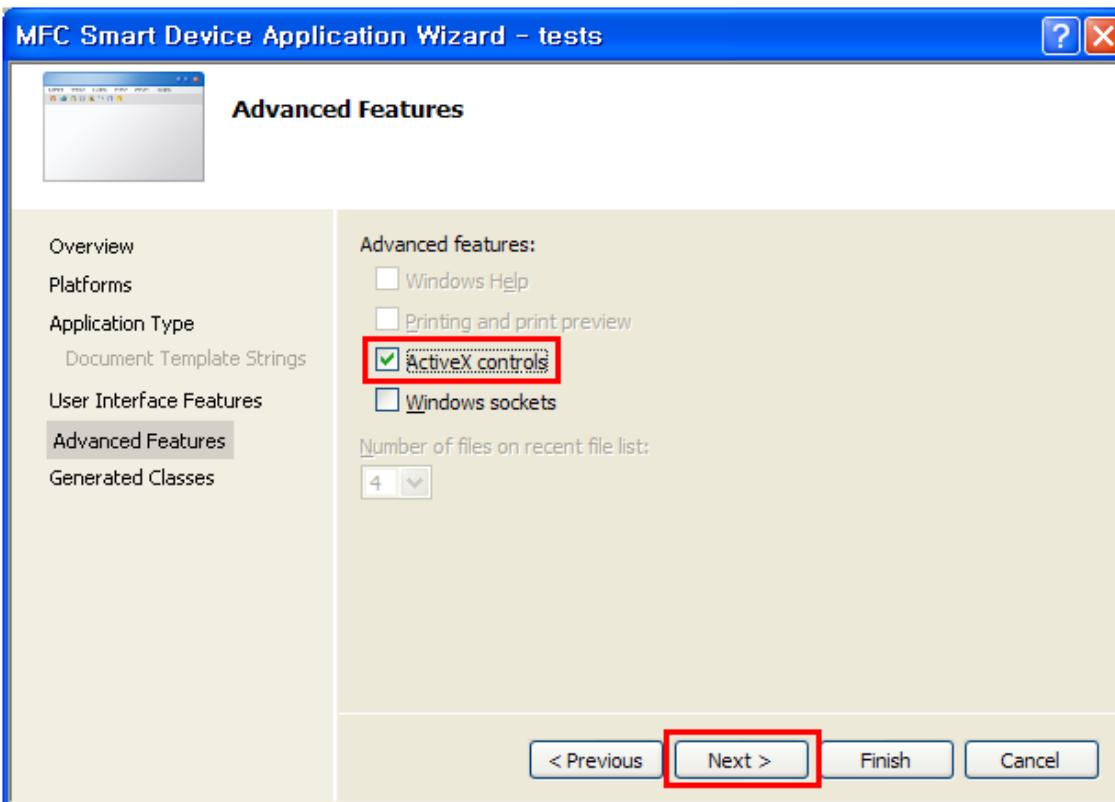 MFC Smart Device Application Wizard - tests
Advanced Features
Overview
Platforms
Application Type
Document Template Strings
User Interface Features
Advanced Features
Generated Classes
Advanced features:
Windows Help
Printing and print preview
ActiveX controls
Windows sockets
Number of files on recent file list:
4
< Previous
Next >
Finish
Cancel